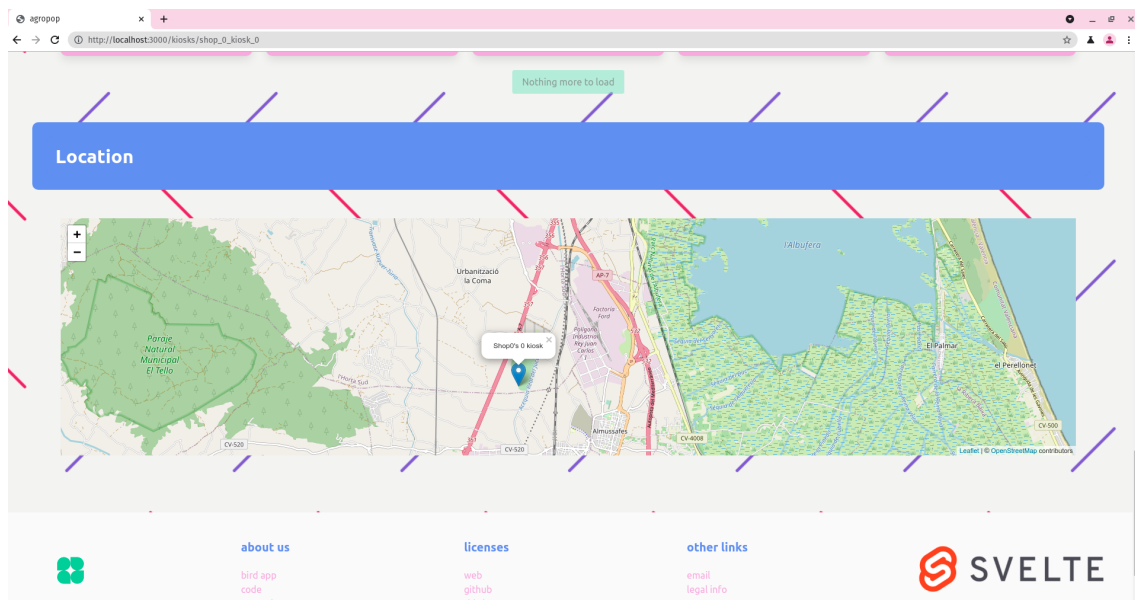 agropop
http://localhost:3000/kiosks/shop_0_kiosk_0
Nothing more to load
Location
+
−
l'Albufera
Urbanització
la Coma
AP-7
Factoria
Ford
Polígono
Industrial
Rey Juan
Carlos
I
Shop0's 0 kiosk
×
Paraje
Natural
Municipal
El Tello
El Palmar
el Perellonet
l'Horta Sud
Almussafes
CV-500
CV-520
CV-520
CV-4008
Leaflet | © OpenStreetMap contributors
about us
licenses
other links
bird app
web
email
code
github
legal info
SVELTE